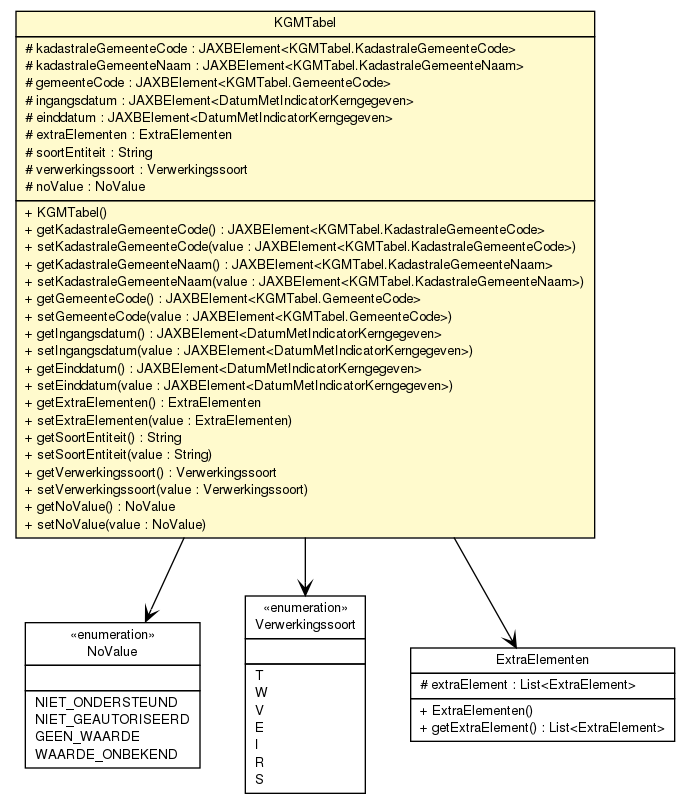 KGMTabel
# kadastraleGemeenteCode : JAXBElement<KGMTabel.KadastraleGemeenteCode>
# kadastraleGemeenteNaam : JAXBElement<KGMTabel.KadastraleGemeenteNaam>
# gemeenteCode : JAXBElement<KGMTabel.GemeenteCode>
# ingangsdatum : JAXBElement<DatumMetIndicatorKerngegeven>
# einddatum : JAXBElement<DatumMetIndicatorKerngegeven>
# extraElementen : ExtraElementen
# soortEntiteit : String
# verwerkingssoort : Verwerkingssoort
# noValue : NoValue
+ KGMTabel()
+ getKadastraleGemeenteCode() : JAXBElement<KGMTabel.KadastraleGemeenteCode>
+ setKadastraleGemeenteCode(value : JAXBElement<KGMTabel.KadastraleGemeenteCode>)
+ getKadastraleGemeenteNaam() : JAXBElement<KGMTabel.KadastraleGemeenteNaam>
+ setKadastraleGemeenteNaam(value : JAXBElement<KGMTabel.KadastraleGemeenteNaam>)
+ getGemeenteCode() : JAXBElement<KGMTabel.GemeenteCode>
+ setGemeenteCode(value : JAXBElement<KGMTabel.GemeenteCode>)
+ getIngangsdatum() : JAXBElement<DatumMetIndicatorKerngegeven>
+ setIngangsdatum(value : JAXBElement<DatumMetIndicatorKerngegeven>)
+ getEinddatum() : JAXBElement<DatumMetIndicatorKerngegeven>
+ setEinddatum(value : JAXBElement<DatumMetIndicatorKerngegeven>)
+ getExtraElementen() : ExtraElementen
+ setExtraElementen(value : ExtraElementen)
+ getSoortEntiteit() : String
+ setSoortEntiteit(value : String)
+ getVerwerkingssoort() : Verwerkingssoort
+ setVerwerkingssoort(value : Verwerkingssoort)
+ getNoValue() : NoValue
+ setNoValue(value : NoValue)
«enumeration»
NoValue
NIET_ONDERSTEUND
NIET_GEAUTORISEERD
GEEN_WAARDE
WAARDE_ONBEKEND
«enumeration»
Verwerkingssoort
T
W
V
E
I
R
S
ExtraElementen
# extraElement : List<ExtraElement>
+ ExtraElementen()
+ getExtraElement() : List<ExtraElement>